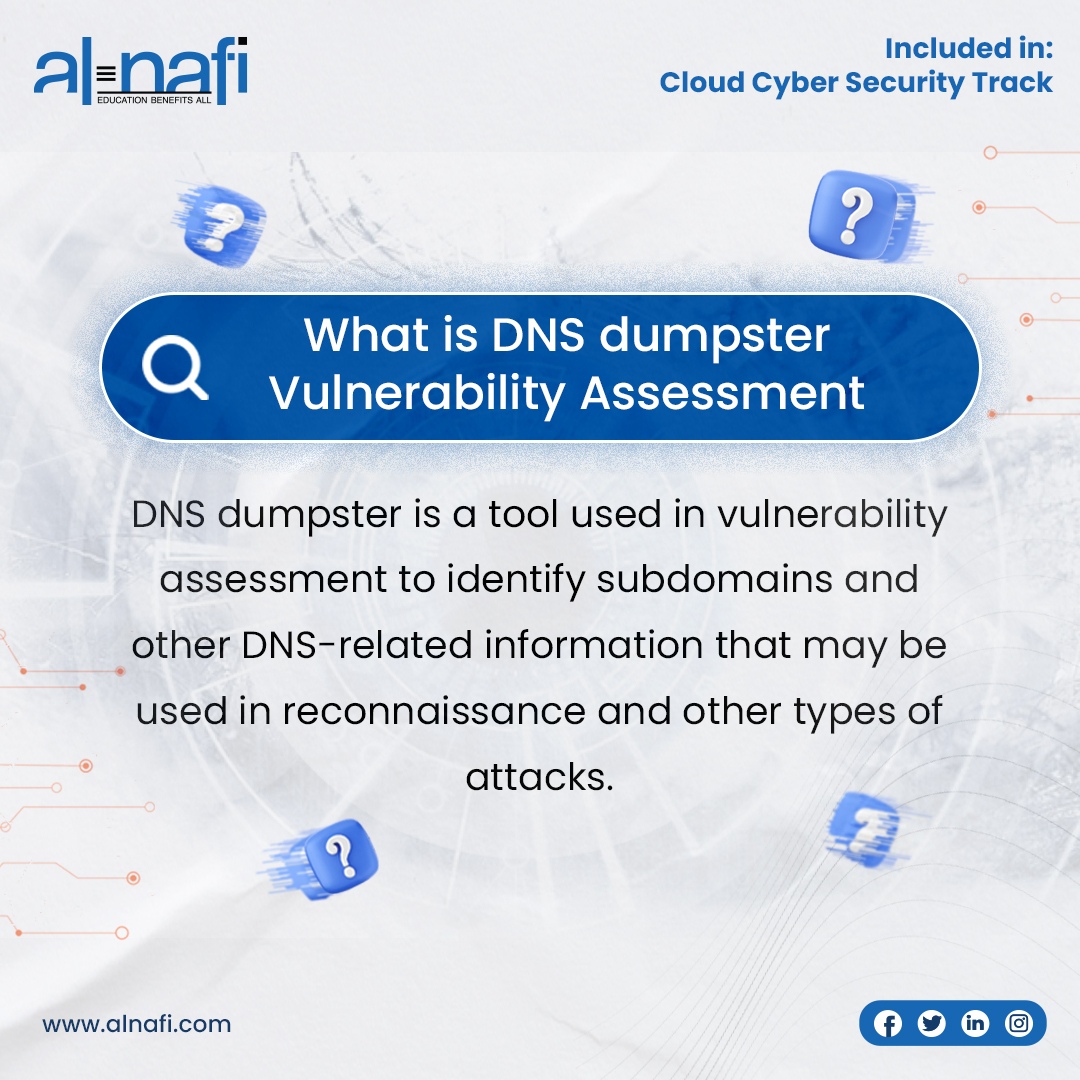 al-nafi
EDUCATION BENEFITS ALL
Included in:
Cloud Cyber Security Track
What is DNS dumpster
Vulnerability Assessment
DNS dumpster is a tool used in vulnerability
assessment to identify subdomains and
other DNS-related information that may be
used in reconnaissance and other types of
attacks.
www.alnafi.com